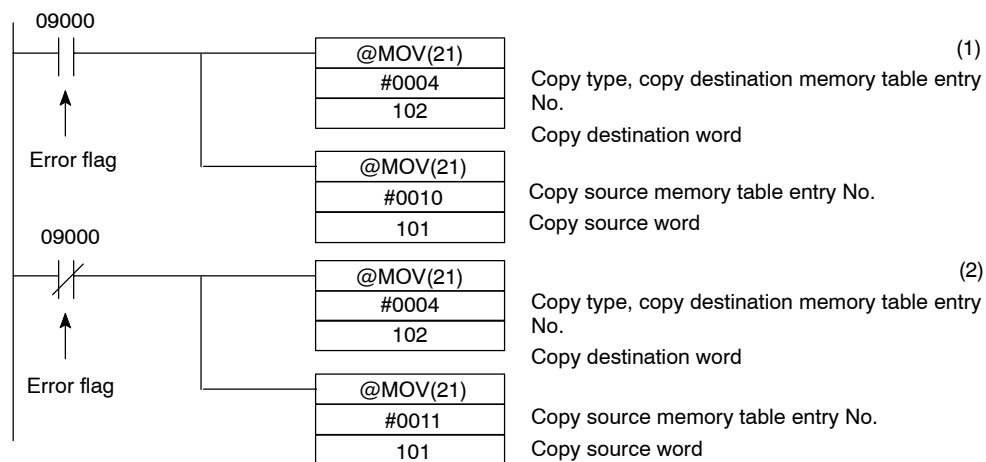 09000
@MOV(21)
(1)
#0004
Copy type, copy destination memory table entry
No.
102
Copy destination word
Error flag
@MOV(21)
#0010
Copy source memory table entry No.
101
Copy source word
09000
@MOV(21)
(2)
#0004
Copy type, copy destination memory table entry
No.
102
Copy destination word
Error flag
@MOV(21)
#0011
Copy source memory table entry No.
101
Copy source word